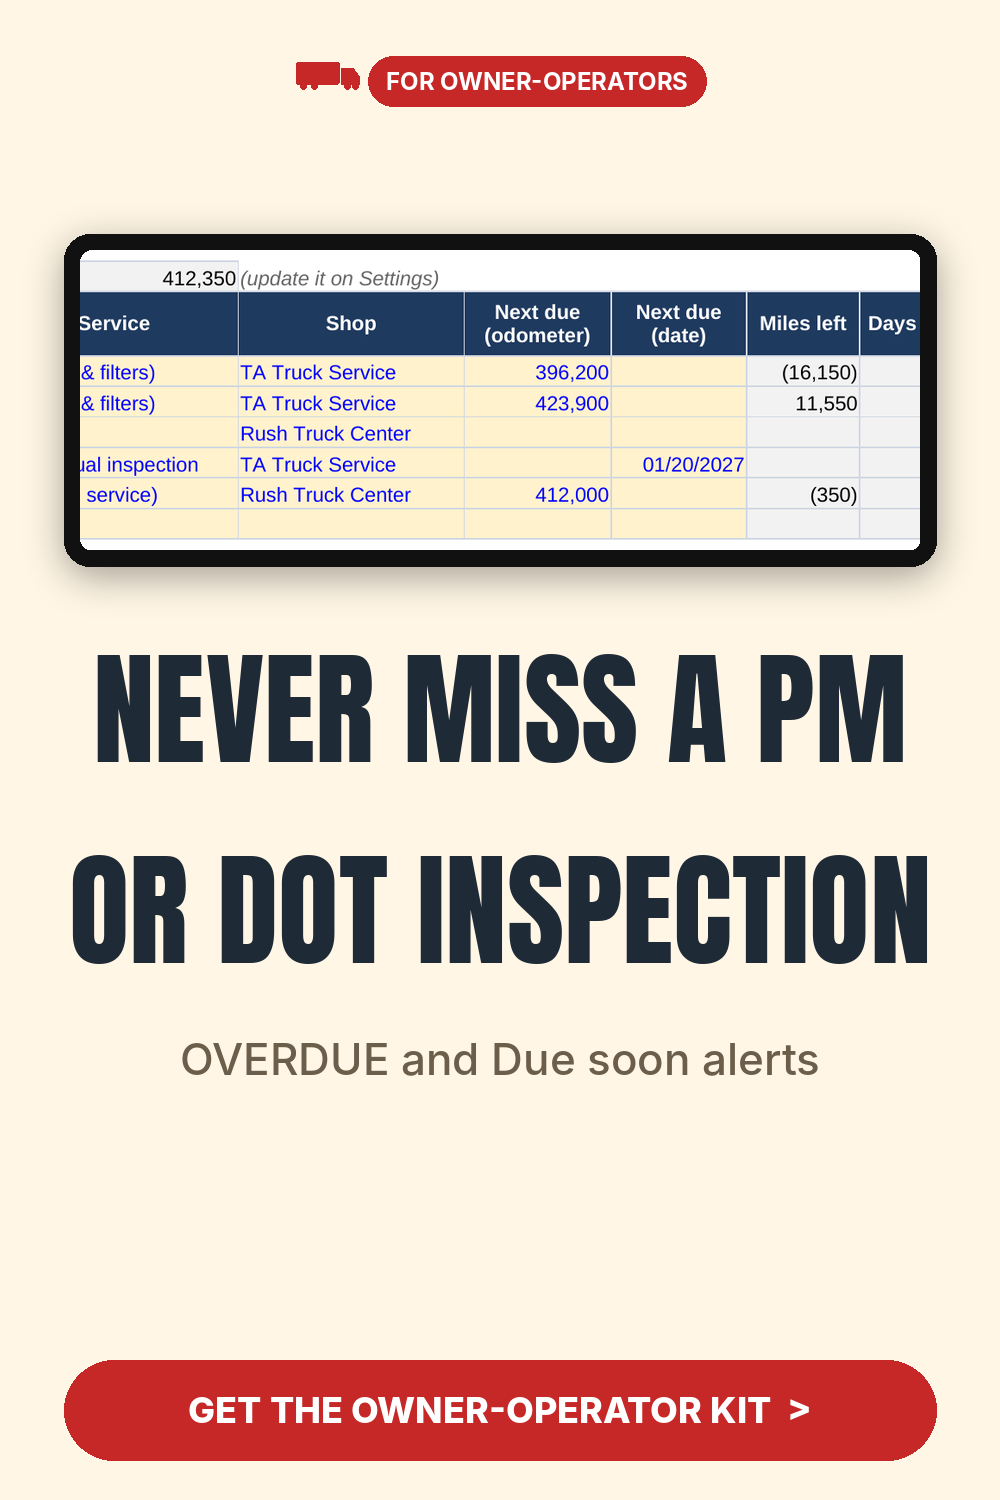 FOR OWNER-OPERATORS
412,350 (update it on Settings)
Service Shop Next due (odometer) Next due (date) Miles left Days
& filters) TA Truck Service 396,200 (16,150)
& filters) TA Truck Service 423,900 11,550
Rush Truck Center
ual inspection TA Truck Service 01/20/2027
service) Rush Truck Center 412,000 (350)
NEVER MISS A PM
OR DOT INSPECTION
OVERDUE and Due soon alerts
GET THE OWNER-OPERATOR KIT >